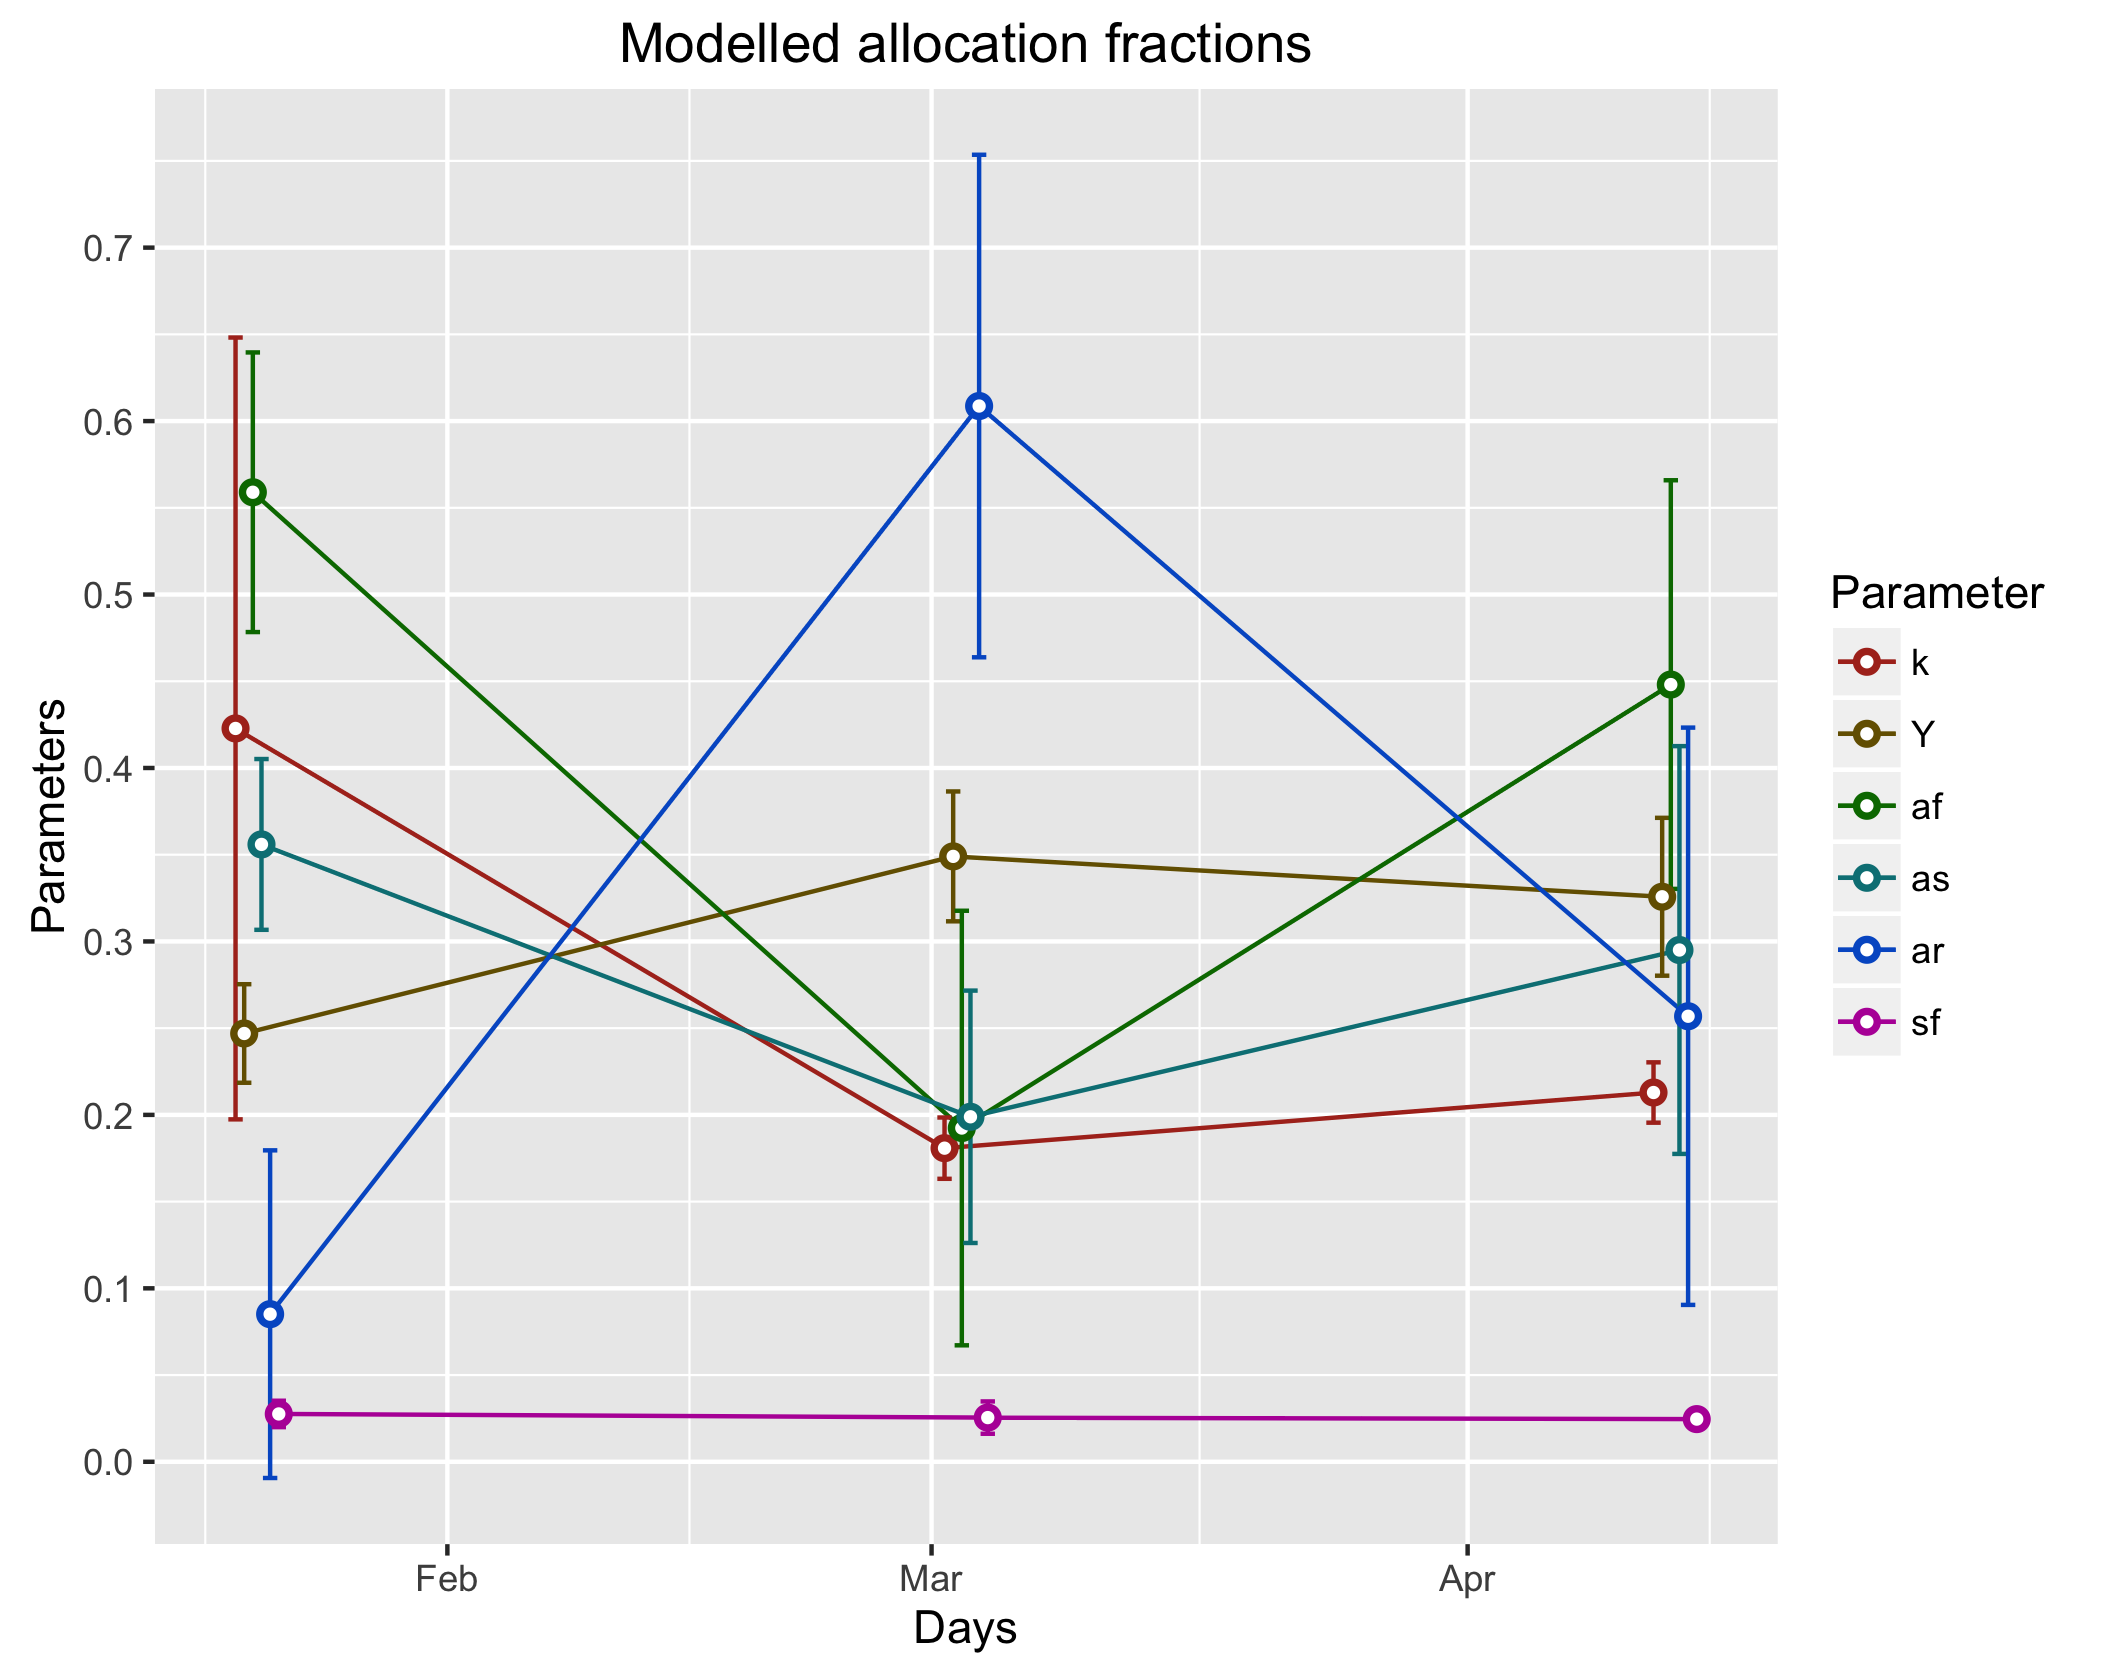 Modelled allocation fractions
Parameters
0.7
0.6
0.5
0.4
0.3
0.2
0.1
0.0
Feb
Mar
Apr
Days
Parameter
k
Y
af
as
ar
sf